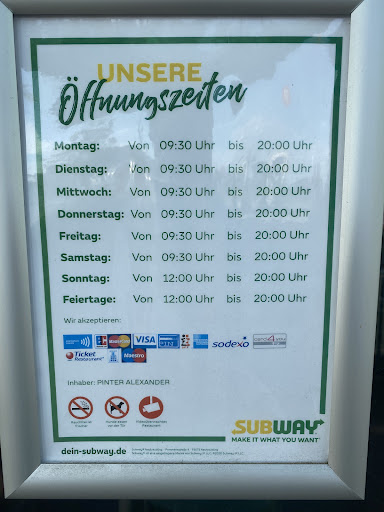 UNSERE
Öffnungszeiten
Montag: Von 09:30 Uhr bis 20:00 Uhr
Dienstag: Von 09:30 Uhr bis 20:00 Uhr
Mittwoch: Von 09:30 Uhr bis 20:00 Uhr
Donnerstag: Von 09:30 Uhr bis 20:00 Uhr
Freitag: Von 09:30 Uhr bis 20:00 Uhr
Samstag: Von 09:30 Uhr bis 20:00 Uhr
Sonntag: Von 12:00 Uhr bis 20:00 Uhr
Feiertage: Von 12:00 Uhr bis 20:00 Uhr
Wir akzeptieren:
VISA sodexo
Ticket Restaurant Maestro
Inhaber: PINTER ALEXANDER
SUBWAY
MAKE IT WHAT YOU WANT
dein-subway.de